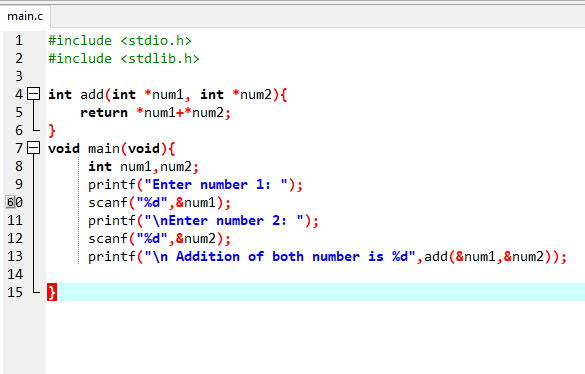 main.c
1 #include <stdio.h>
2 #include <stdlib.h>
3
4 int add(int *num1, int *num2){
5 return *num1+*num2;
6 }
7 void main(void){
8 int num1,num2;
9 printf("Enter number 1: ");
60 scanf("%d",&num1);
11 printf("\nEnter number 2: ");
12 scanf("%d",&num2);
13 printf("\n Addition of both number is %d",add(&num1,&num2));
14
15 }